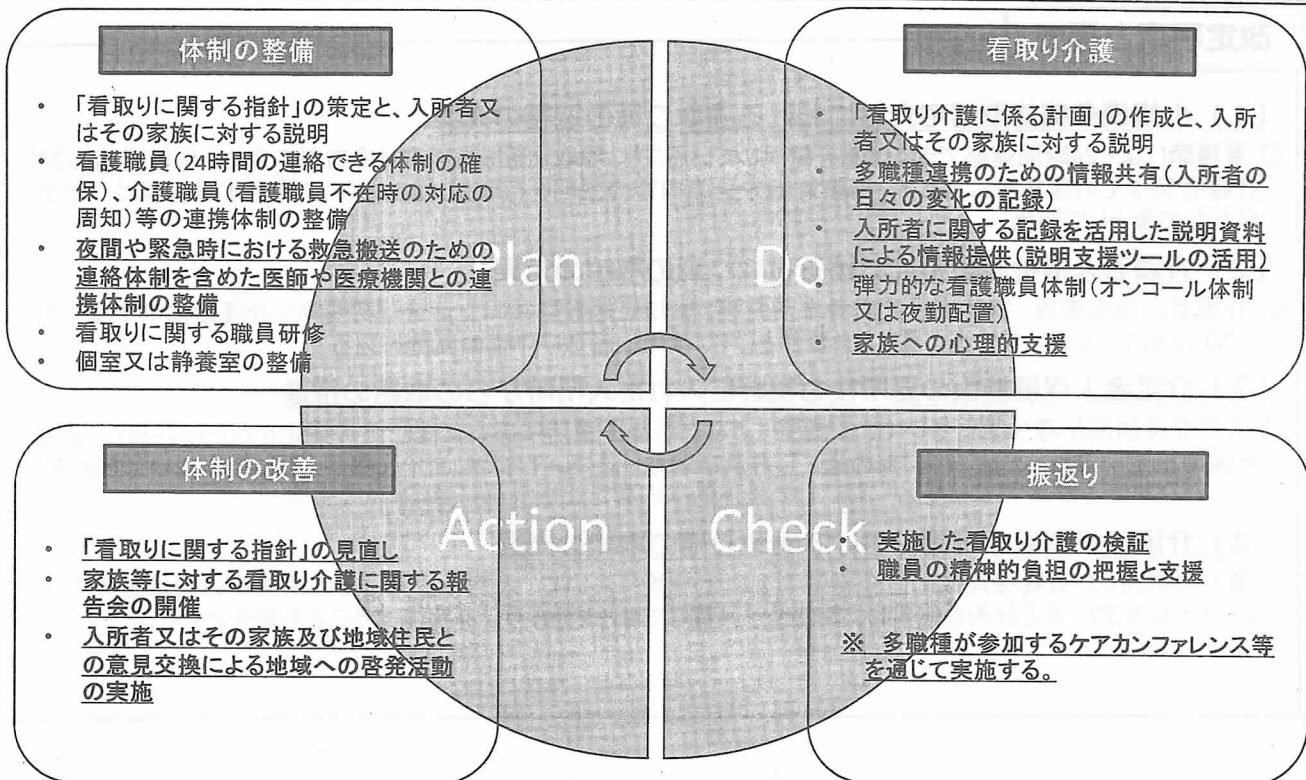 体制の整備
・ 「看取りに関する指針」の策定と、入所者又
はその家族に対する説明
・ 看護職員(24時間の連絡できる体制の確
保)、介護職員(看護職員不在時の対応の
周知)等の連携体制の整備
・ 夜間や緊急時における救急搬送のための
連絡体制を含めた医師や医療機関との連
携体制の整備
・ 看取りに関する職員研修
・ 個室又は静養室の整備
Plan
看取り介護
・ 「看取り介護に係る計画」の作成と、入所
者又はその家族に対する説明
・ 多職種連携のための情報共有(入所者の
日々の変化の記録)
・ 入所者に関する記録を活用した説明資料
による情報提供(説明支援ツールの活用)
・ 弾力的な看護職員体制(オンコール体制
又は夜勤配置)
・ 家族への心理的支援
Do
体制の改善
・ 「看取りに関する指針」の見直し
・ 家族等に対する看取り介護に関する報
告会の開催
・ 入所者又はその家族及び地域住民と
の意見交換による地域への啓発活動
の実施
Action
振返り
・ 実施した看取り介護の検証
・ 職員の精神的負担の把握と支援
※ 多職種が参加するケアカンファレンス等
を通じて実施する。
Check